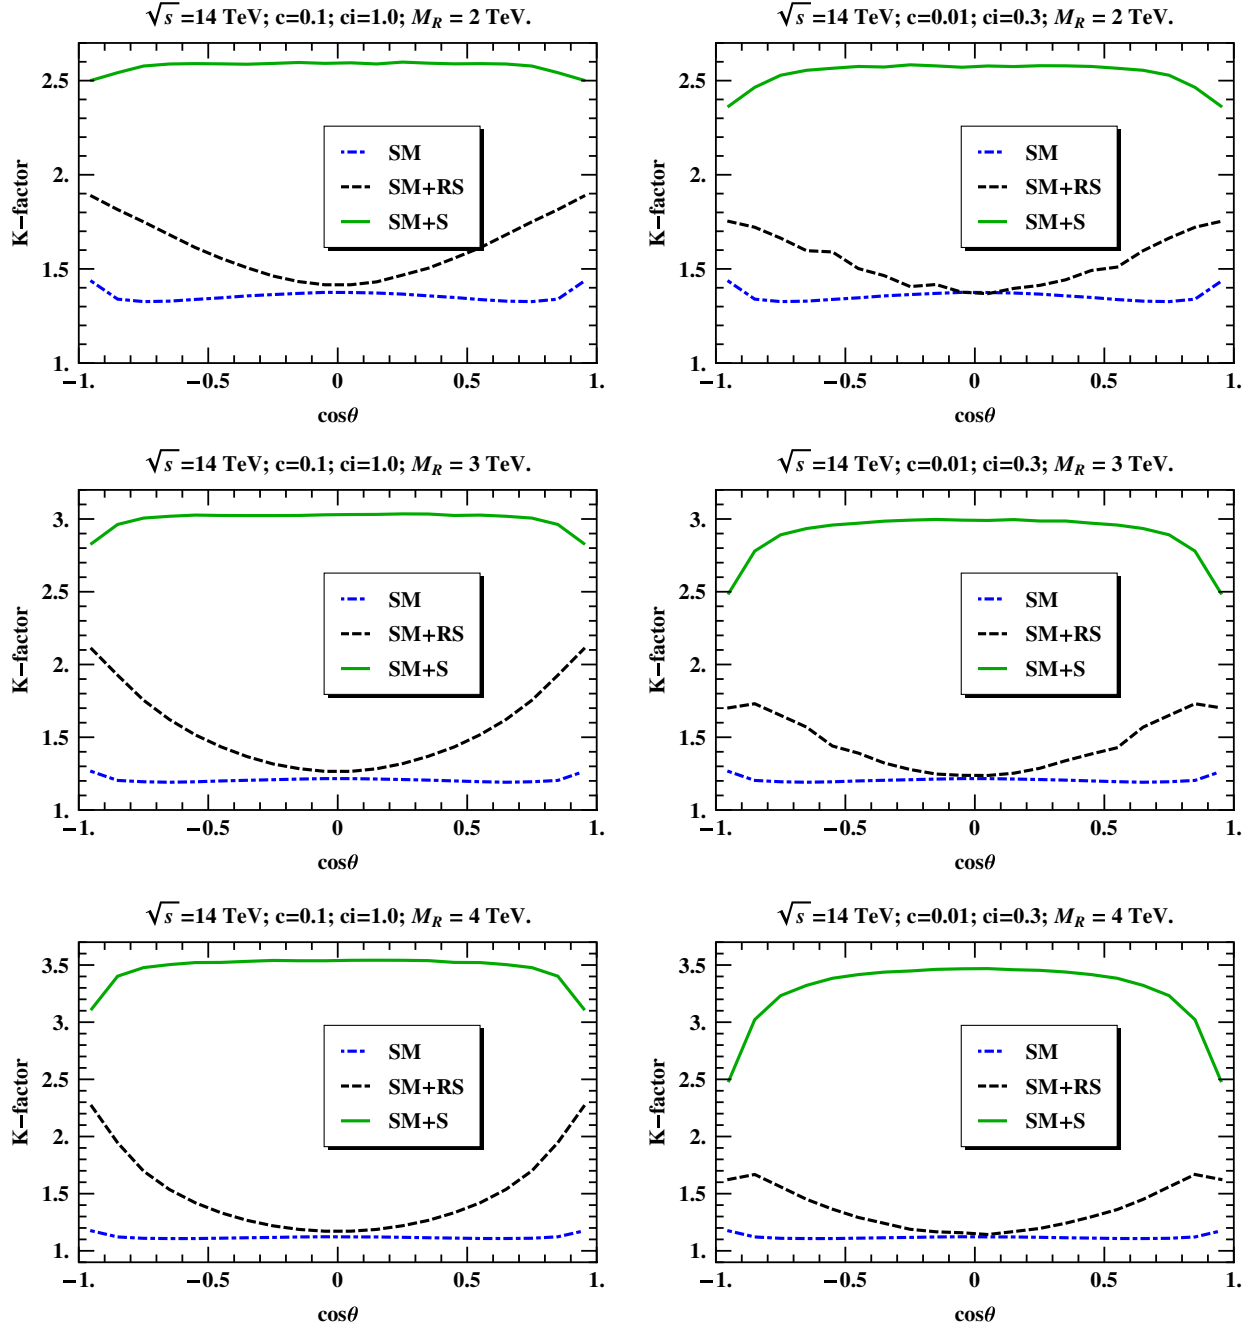 √s =14 TeV; c=0.1; ci=1.0; M_R = 2 TeV.
K−factor
2.5
2.
1.5
1.
SM
SM+RS
SM+S
−1. −0.5 0 0.5 1.
cosθ
√s =14 TeV; c=0.01; ci=0.3; M_R = 2 TeV.
K−factor
2.5
2.
1.5
1.
SM
SM+RS
SM+S
−1. −0.5 0 0.5 1.
cosθ
√s =14 TeV; c=0.1; ci=1.0; M_R = 3 TeV.
K−factor
3.
2.5
2.
1.5
1.
SM
SM+RS
SM+S
−1. −0.5 0 0.5 1.
cosθ
√s =14 TeV; c=0.01; ci=0.3; M_R = 3 TeV.
K−factor
3.
2.5
2.
1.5
1.
SM
SM+RS
SM+S
−1. −0.5 0 0.5 1.
cosθ
√s =14 TeV; c=0.1; ci=1.0; M_R = 4 TeV.
K−factor
3.5
3.
2.5
2.
1.5
1.
SM
SM+RS
SM+S
−1. −0.5 0 0.5 1.
cosθ
√s =14 TeV; c=0.01; ci=0.3; M_R = 4 TeV.
K−factor
3.5
3.
2.5
2.
1.5
1.
SM
SM+RS
SM+S
−1. −0.5 0 0.5 1.
cosθ